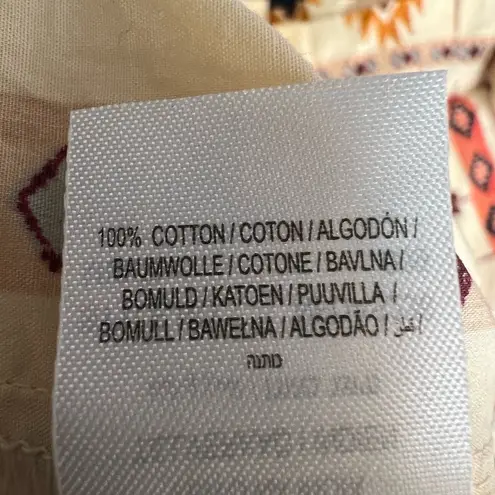 100% COTTON / COTON / ALGODÓN /
BAUMWOLLE / COTONE / BAVLNA /
BOMULD / KATOEN / PUUVILLA /
BOMULL / BAWEŁNA / ALGODÃO / قطن /
כותנה